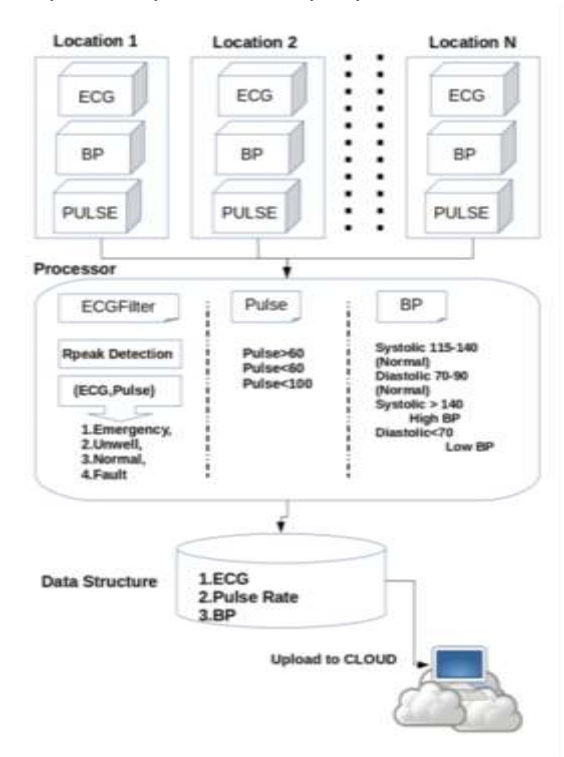 Location 1
Location 2
Location N
ECG
ECG
ECG
BP
BP
BP
PULSE
PULSE
PULSE
Processor
ECGFilter
Rpeak Detection
(ECG,Pulse)
1.Emergency,
2.Unwell,
3.Normal,
4.Fault
Pulse
Pulse>60
Pulse<60
Pulse<100
BP
Systolic 115-140
(Normal)
Diastolic 70-90
(Normal)
Systolic > 140
High BP
Diastolic<70
Low BP
Data Structure
1.ECG
2.Pulse Rate
3.BP
Upload to CLOUD